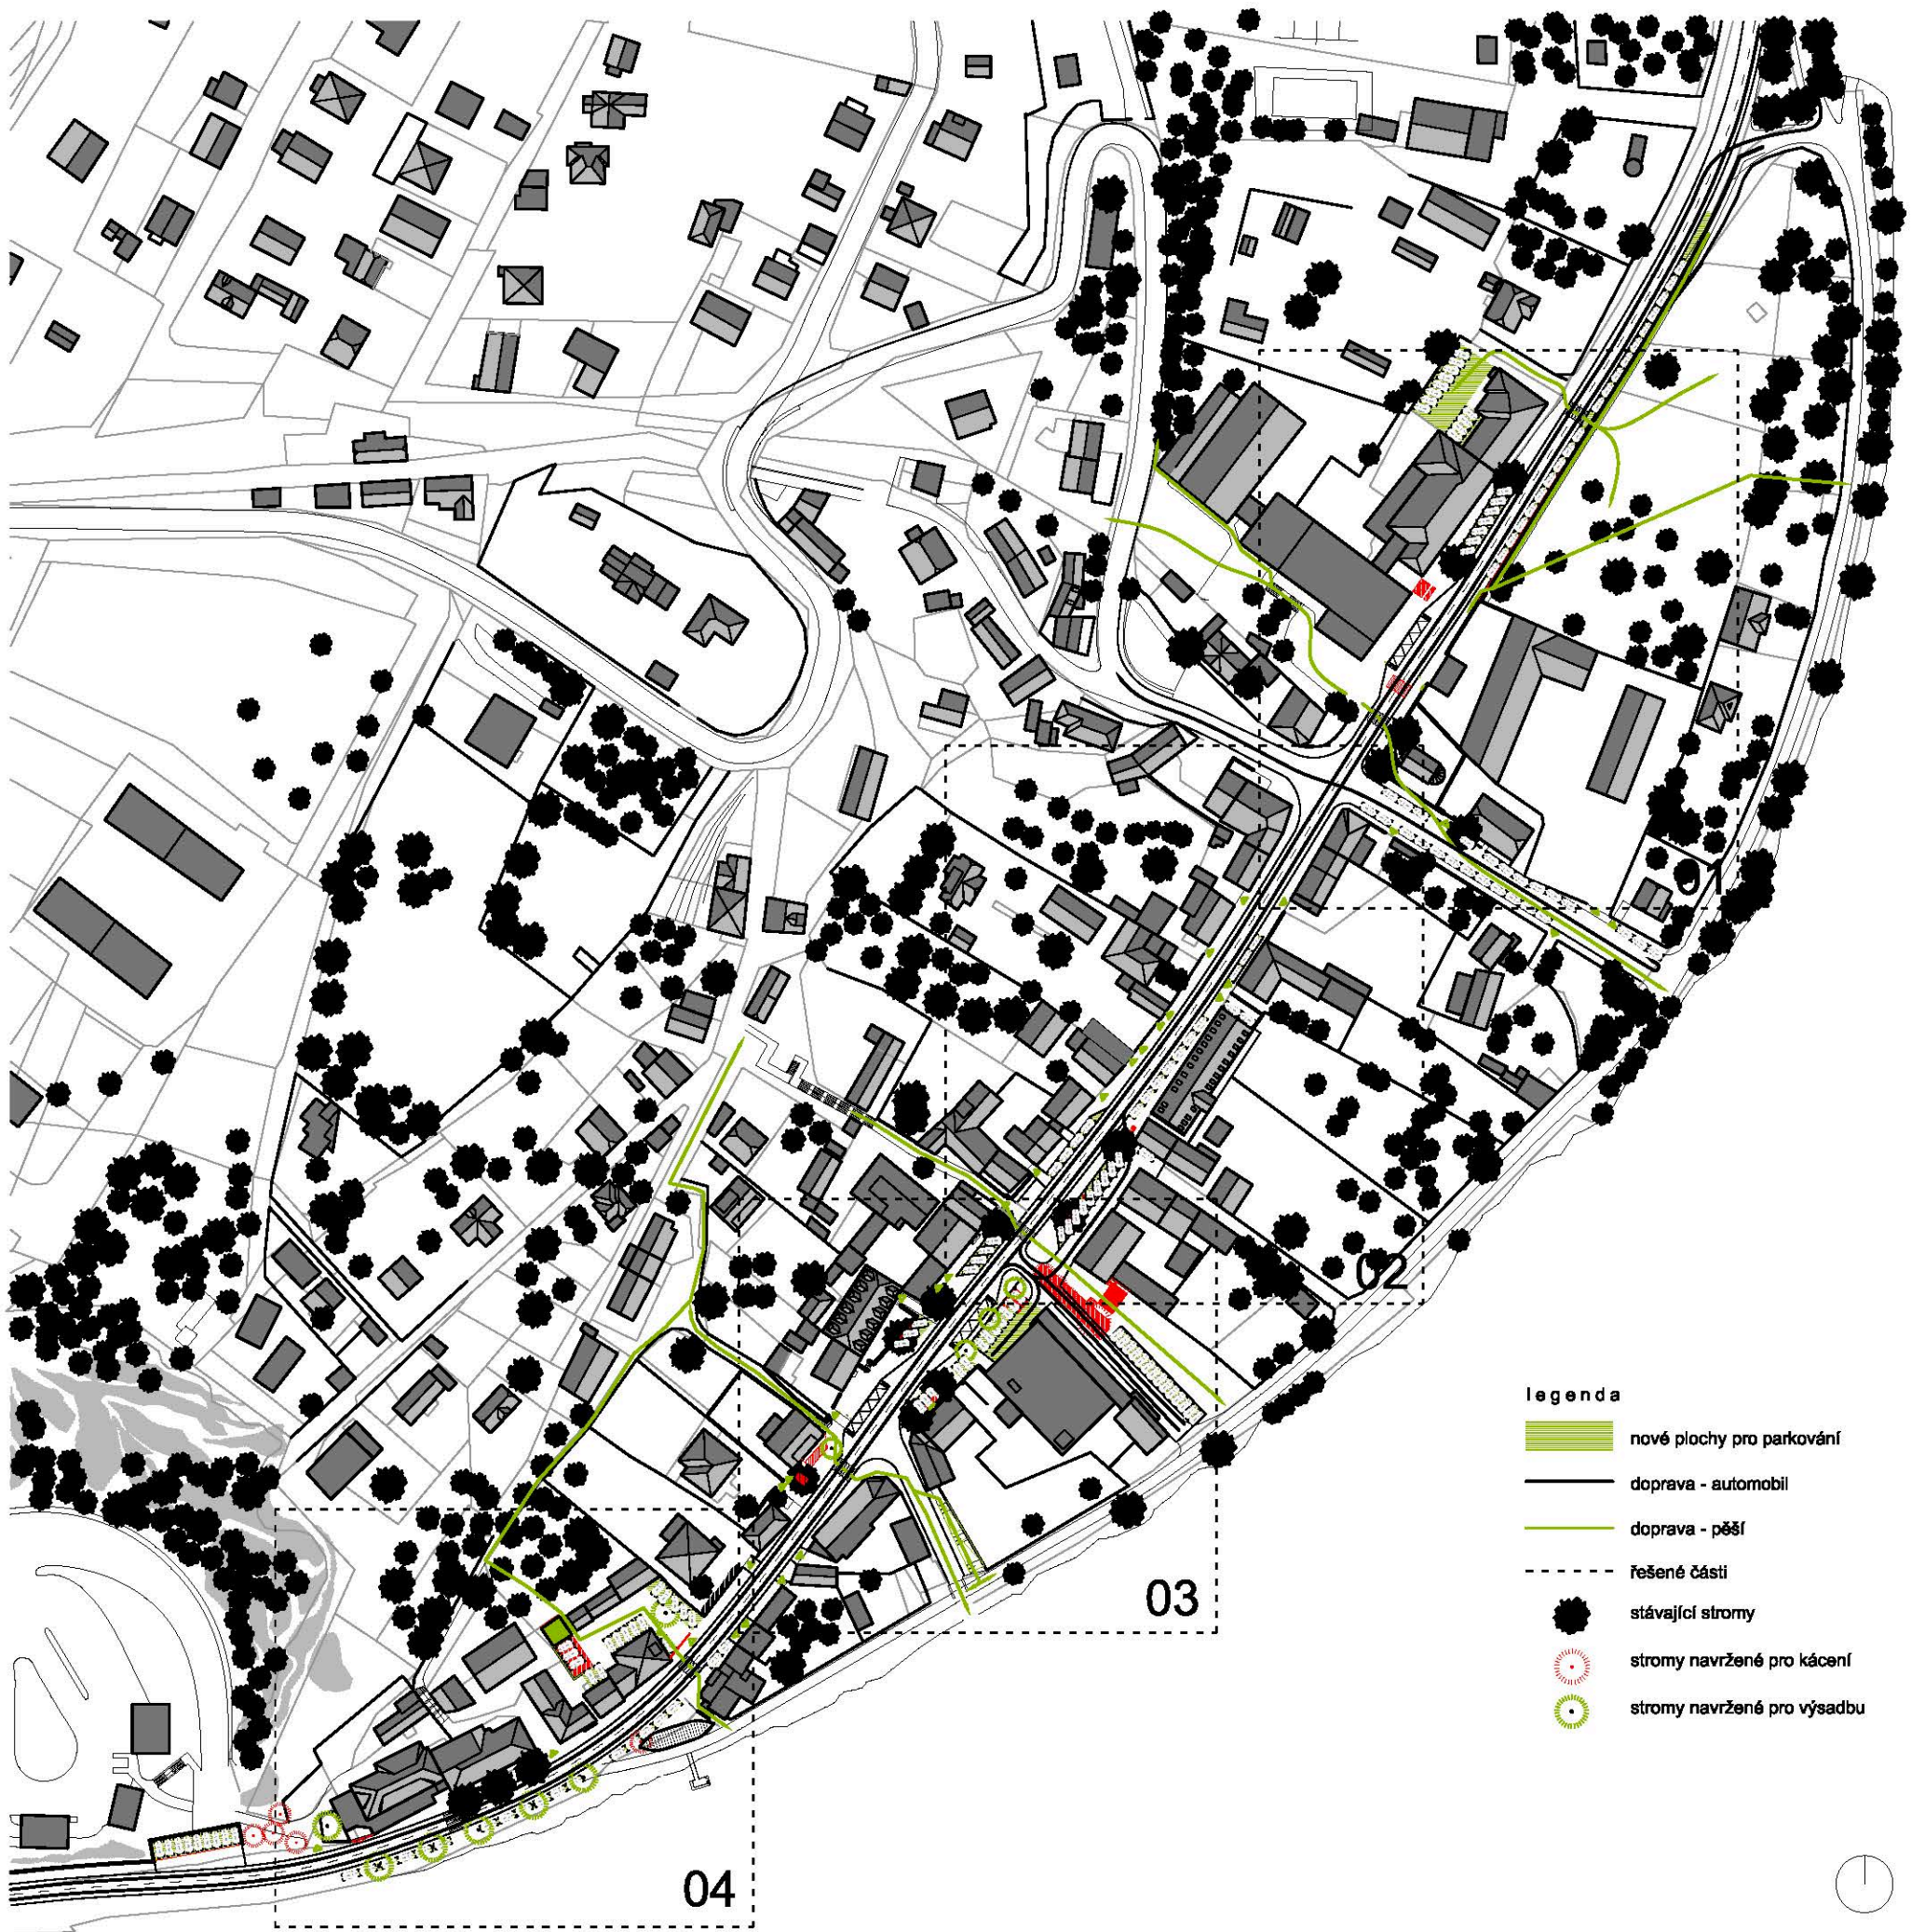 01
02
legenda
nové plochy pro parkování
doprava - automobil
doprava - pěší
řešené části
03
stávající stromy
stromy navržené pro kácení
stromy navržené pro výsadbu
04